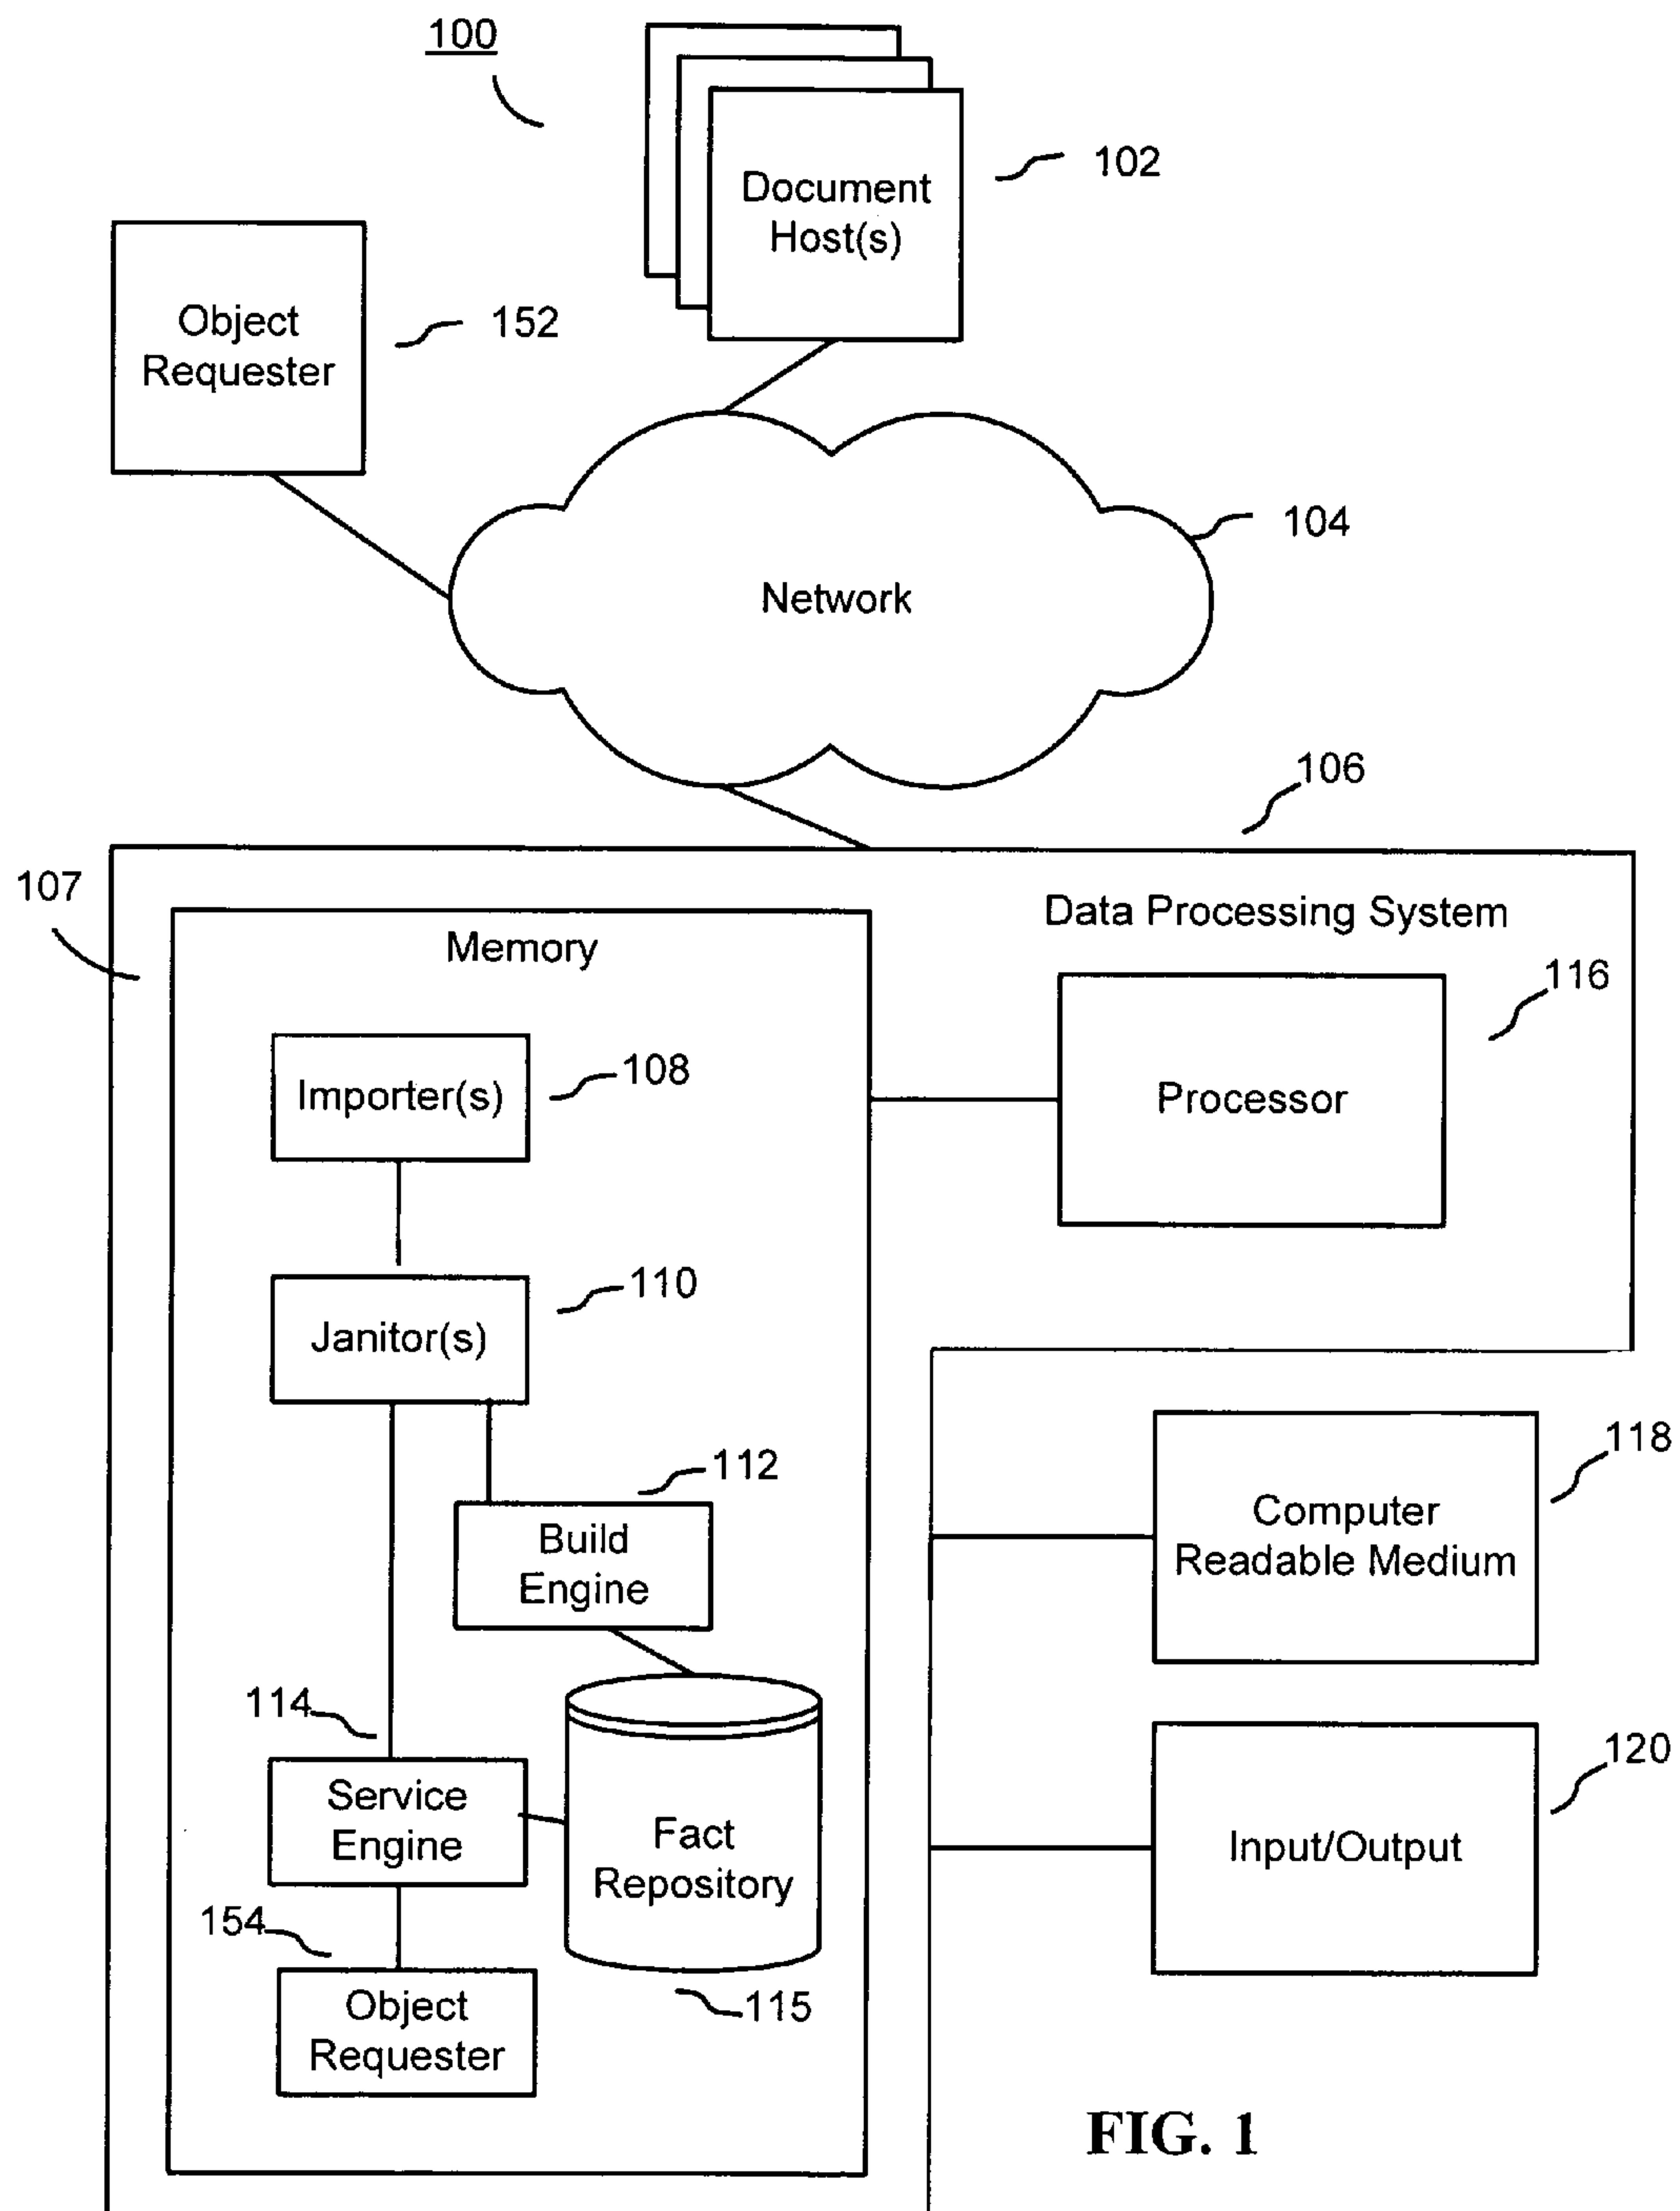 100
Document
Host(s)
102
Object
Requester
152
Network
104
106
107
Data Processing System
Memory
116
Processor
Importer(s)
108
Janitor(s)
110
112
Build
Engine
Computer
Readable Medium
118
114
Service
Engine
Fact
Repository
Input/Output
120
154
Object
Requester
115
FIG. 1